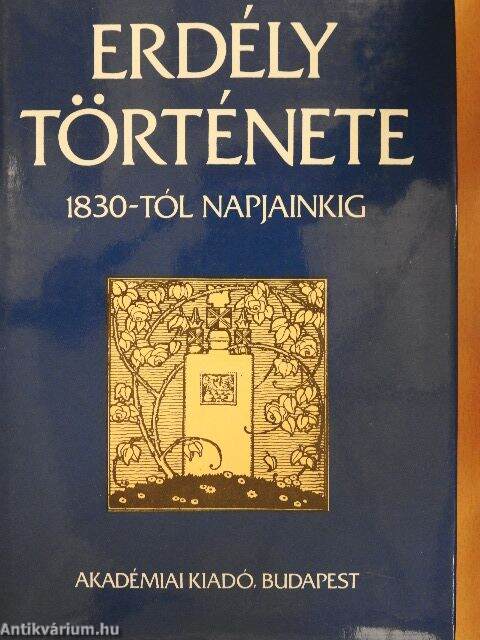 ERDÉLY
TÖRTÉNETE
1830-TÓL NAPJAINKIG
AKADÉMIAI KIADÓ, BUDAPEST
Antikvárium.hu